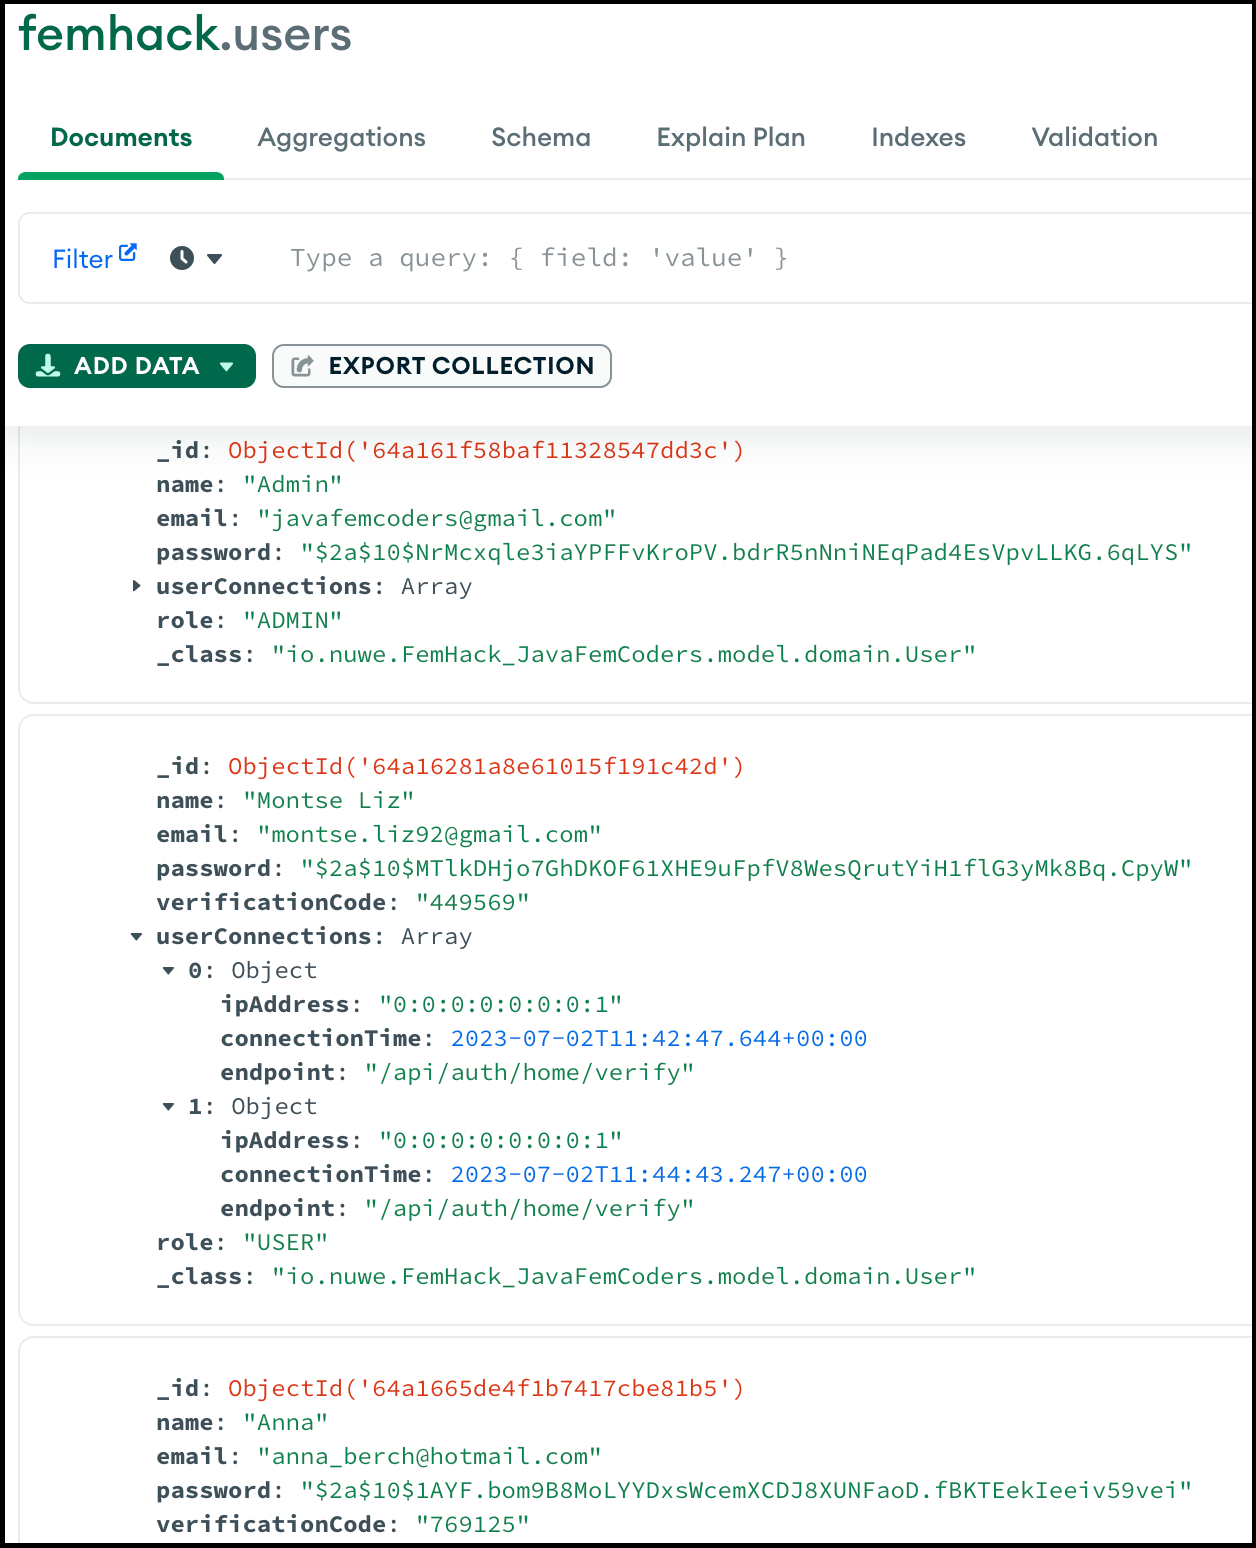 femhack.users
Documents Aggregations Schema Explain Plan Indexes Validation
Filter Type a query: { field: 'value' }
ADD DATA EXPORT COLLECTION
_id: ObjectId('64a161f58baf11328547dd3c')
name: "Admin"
email: "javafemcoders@gmail.com"
password: "$2a$10$NrMcxqle3iaYPFFvKroPV.bdrR5nNniNEqPad4EsVpvLLKG.6qLYS"
userConnections: Array
role: "ADMIN"
_class: "io.nuwe.FemHack_JavaFemCoders.model.domain.User"
_id: ObjectId('64a16281a8e61015f191c42d')
name: "Montse Liz"
email: "montse.liz92@gmail.com"
password: "$2a$10$MTlkDHjo7GhDKOF61XHE9uFpfV8WesQrutYiH1flG3yMk8Bq.CpyW"
verificationCode: "449569"
userConnections: Array
0: Object
ipAddress: "0:0:0:0:0:0:0:1"
connectionTime: 2023-07-02T11:42:47.644+00:00
endpoint: "/api/auth/home/verify"
1: Object
ipAddress: "0:0:0:0:0:0:0:1"
connectionTime: 2023-07-02T11:44:43.247+00:00
endpoint: "/api/auth/home/verify"
role: "USER"
_class: "io.nuwe.FemHack_JavaFemCoders.model.domain.User"
_id: ObjectId('64a1665de4f1b7417cbe81b5')
name: "Anna"
email: "anna_berch@hotmail.com"
password: "$2a$10$1AYF.bom9B8MoLYYDxsWcemXCDJ8XUNFaoD.fBKTEekIeeiv59vei"
verificationCode: "769125"